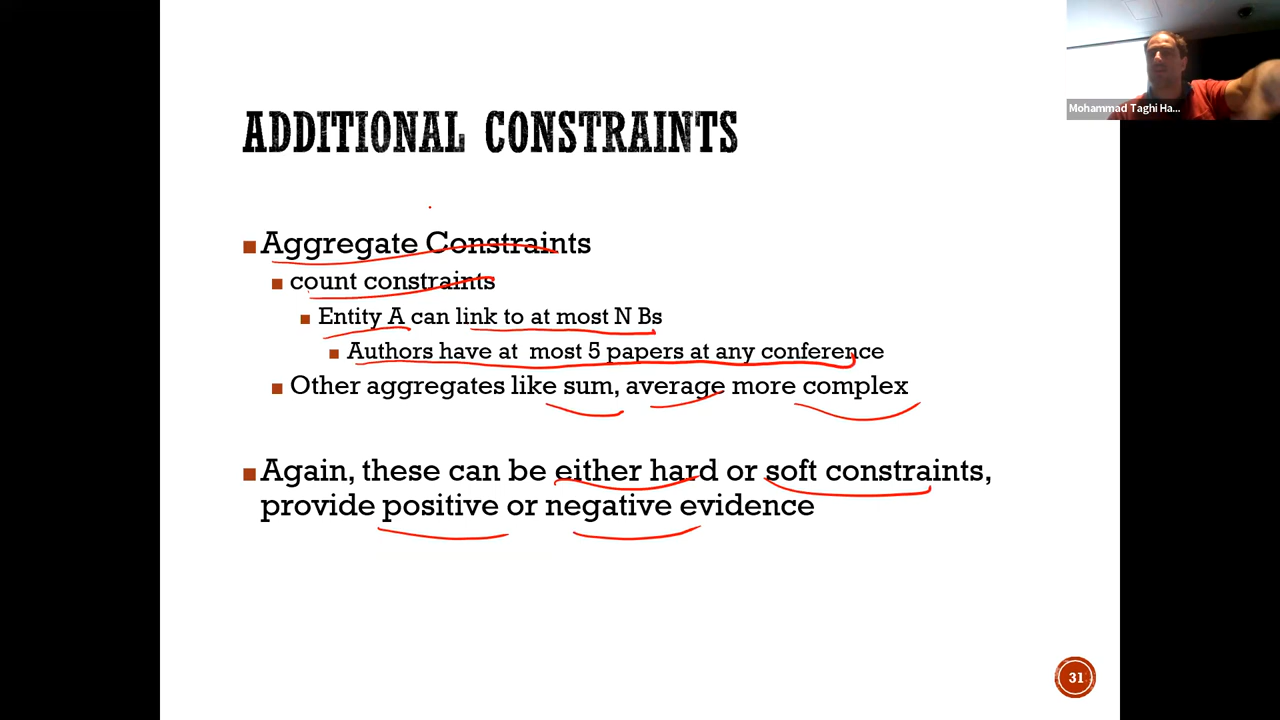 Mohammad Taghi Ha...
ADDITIONAL CONSTRAINTS
Aggregate Constraints
count constraints
Entity A can link to at most N Bs
Authors have at most 5 papers at any conference
Other aggregates like sum, average more complex
Again, these can be either hard or soft constraints,
provide positive or negative evidence
31